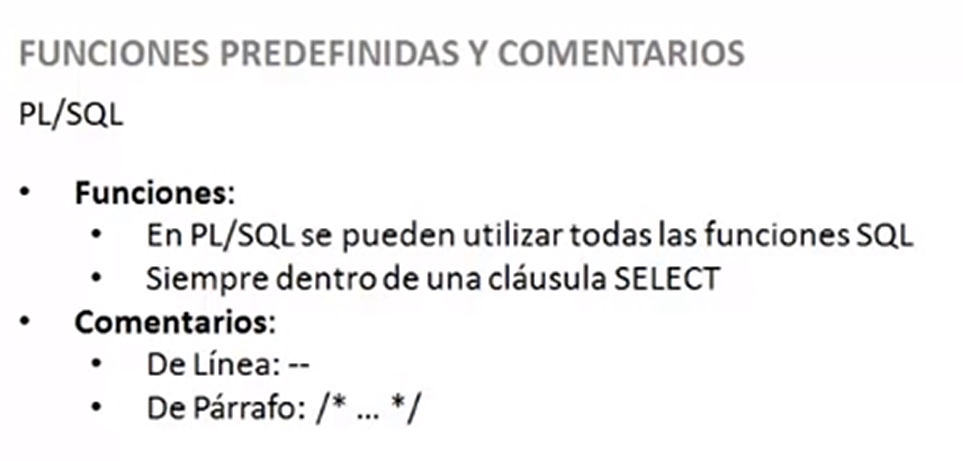 FUNCIONES PREDEFINIDAS Y COMENTARIOS
PL/SQL
• Funciones:
• En PL/SQL se pueden utilizar todas las funciones SQL
• Siempre dentro de una cláusula SELECT
• Comentarios:
• De Línea: --
• De Párrafo: /* ... */